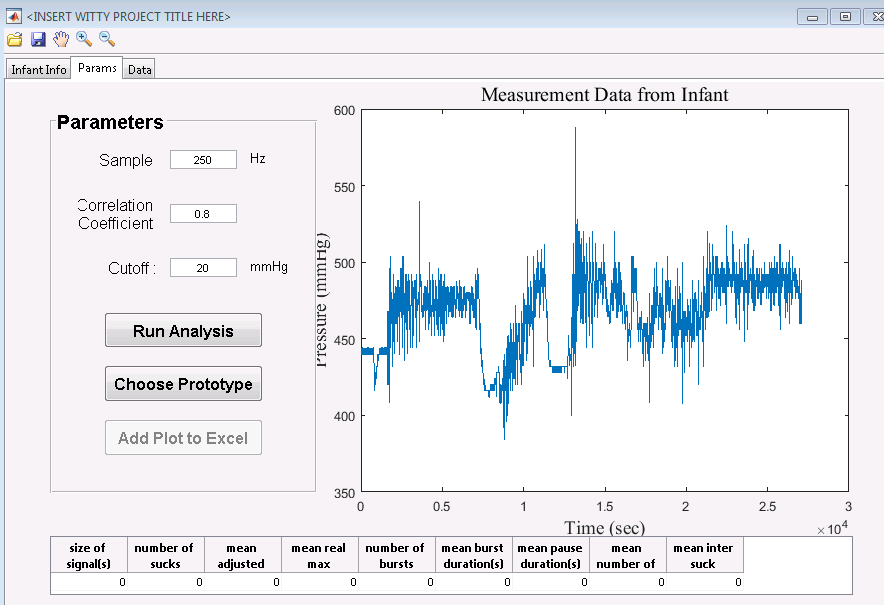 <INSERT WITTY PROJECT TITLE HERE>
Infant Info Params Data
Parameters
Sample 250 Hz
Correlation
Coefficient 0.8
Cutoff : 20 mmHg
Run Analysis
Choose Prototype
Add Plot to Excel
Measurement Data from Infant
Pressure (mmHg)
600
550
500
450
400
350
0 0.5 1 1.5 2 2.5 3
Time (sec)
×10^4
size of signal(s) number of sucks mean adjusted mean real max number of bursts mean burst duration(s) mean pause duration(s) mean number of mean inter suck
0 0 0 0 0 0 0 0 0